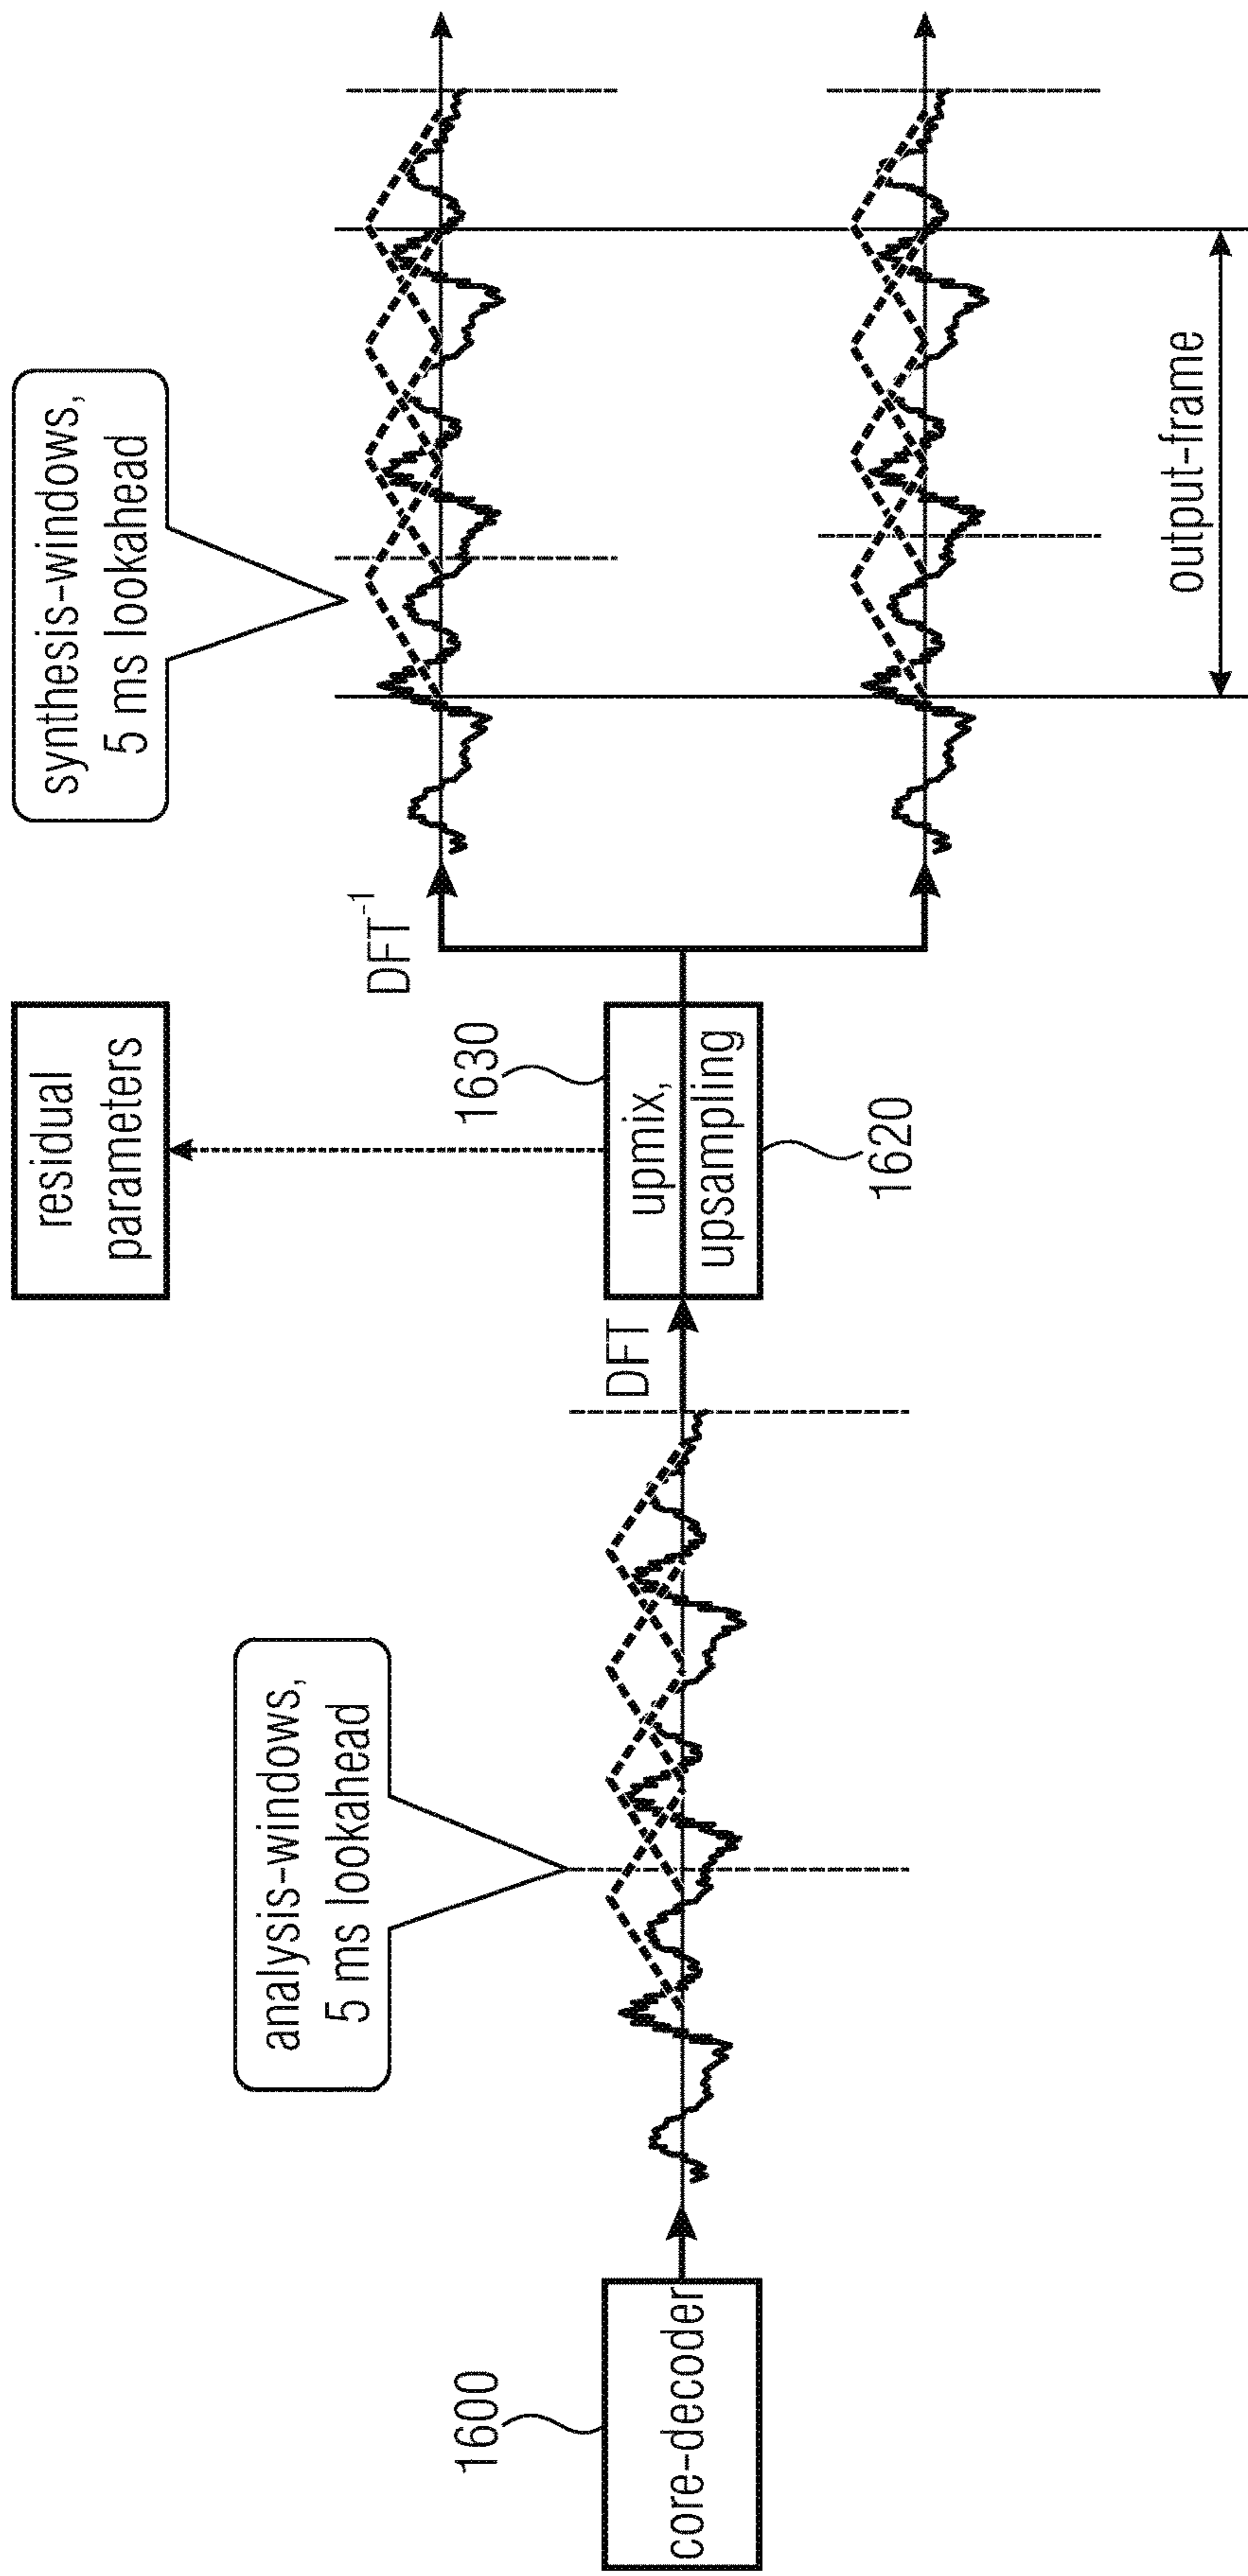 1600
core-decoder
analysis-windows,
5 ms lookahead
DFT
residual
parameters
1630
upmix,
upsampling
1620
DFT⁻¹
synthesis-windows,
5 ms lookahead
output-frame